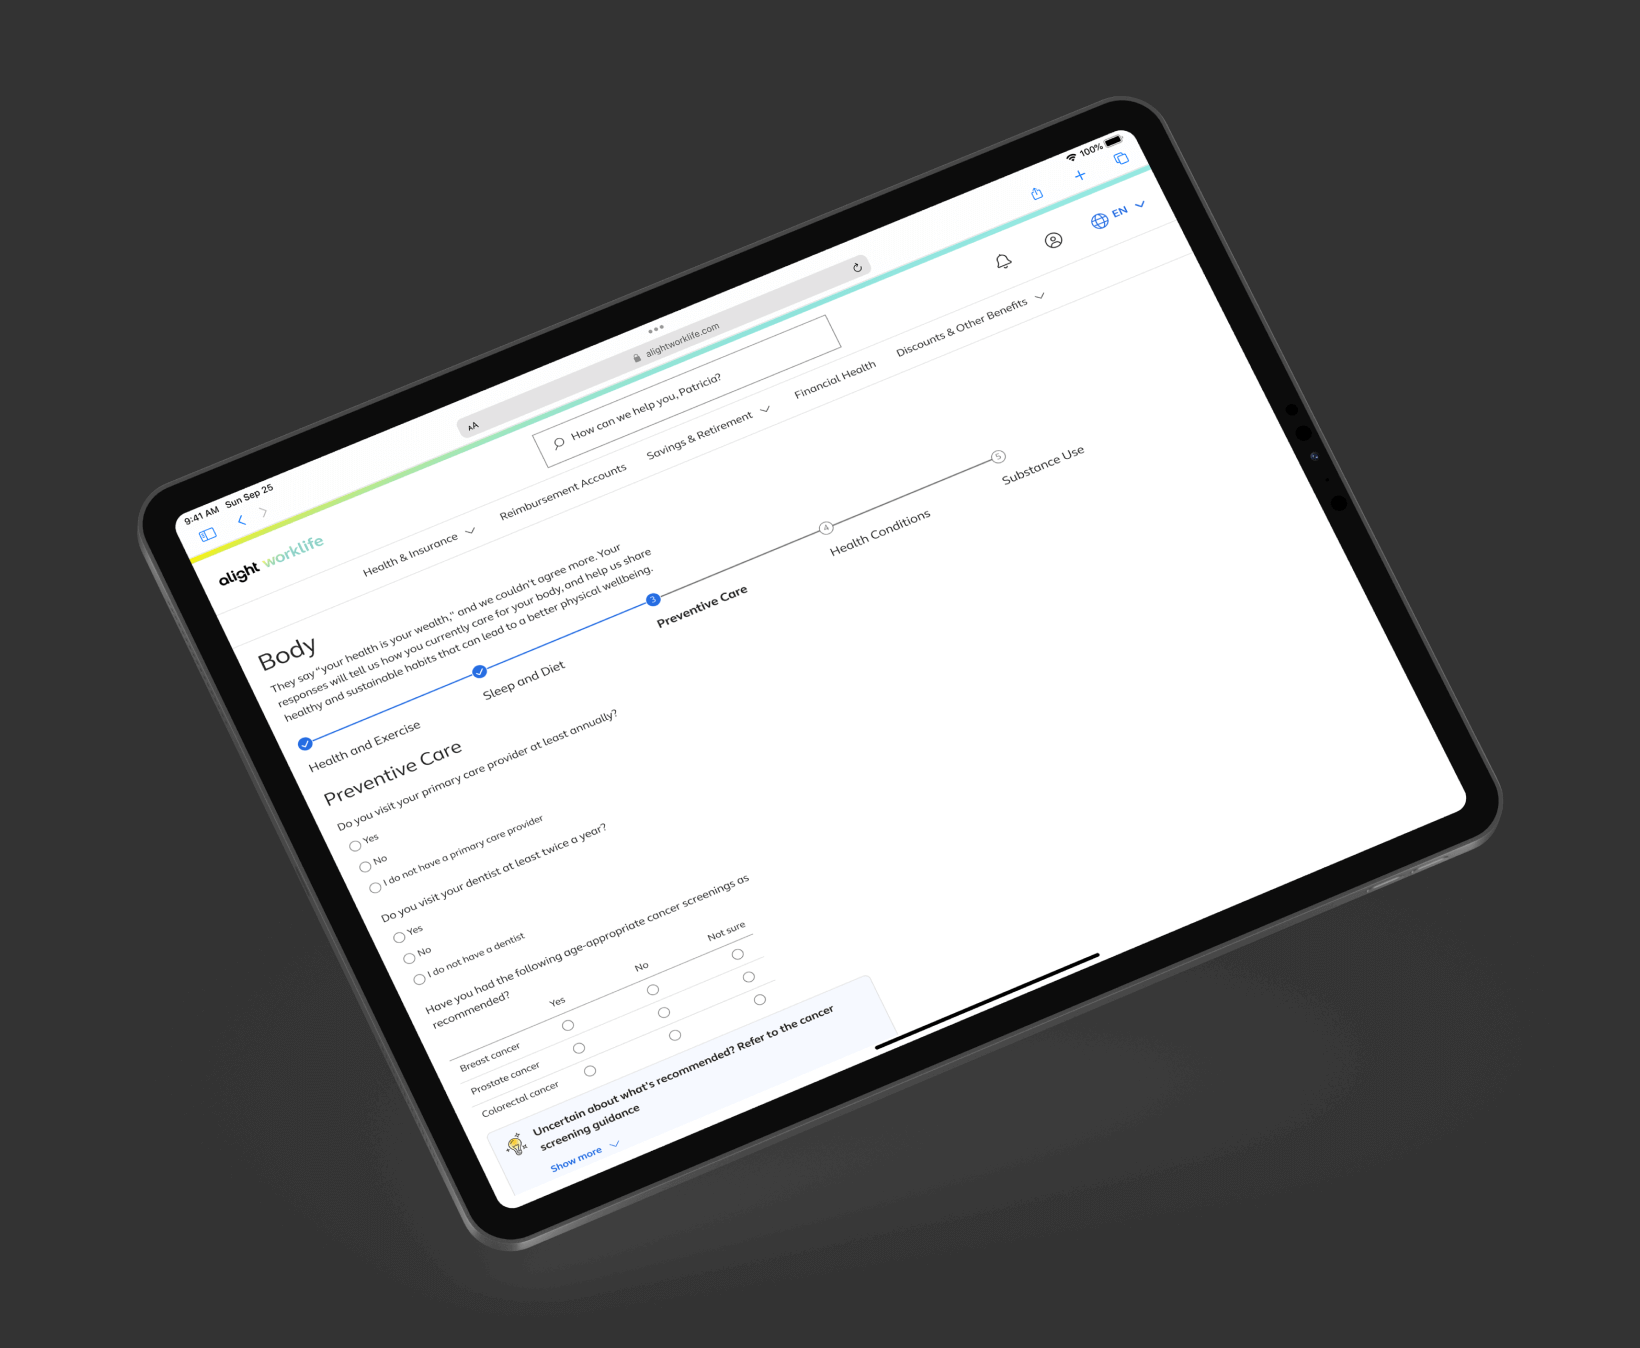 9:41 AM Sun Sep 25
100%
AA
alightworklife.com
alight worklife
How can we help you, Patricia?
EN
Health & Insurance
Reimbursement Accounts
Savings & Retirement
Financial Health
Discounts & Other Benefits
Body
They say "your health is your wealth," and we couldn't agree more. Your
responses will tell us how you currently care for your body, and help us share
healthy and sustainable habits that can lead to a better physical wellbeing.
3
4
5
Health and Exercise
Sleep and Diet
Preventive Care
Health Conditions
Substance Use
Preventive Care
Do you visit your primary care provider at least annually?
Yes
No
I do not have a primary care provider
Do you visit your dentist at least twice a year?
Yes
No
I do not have a dentist
Have you had the following age-appropriate cancer screenings as
recommended?
Yes No Not sure
Breast cancer
Prostate cancer
Colorectal cancer
Uncertain about what's recommended? Refer to the cancer
screening guidance
Show more